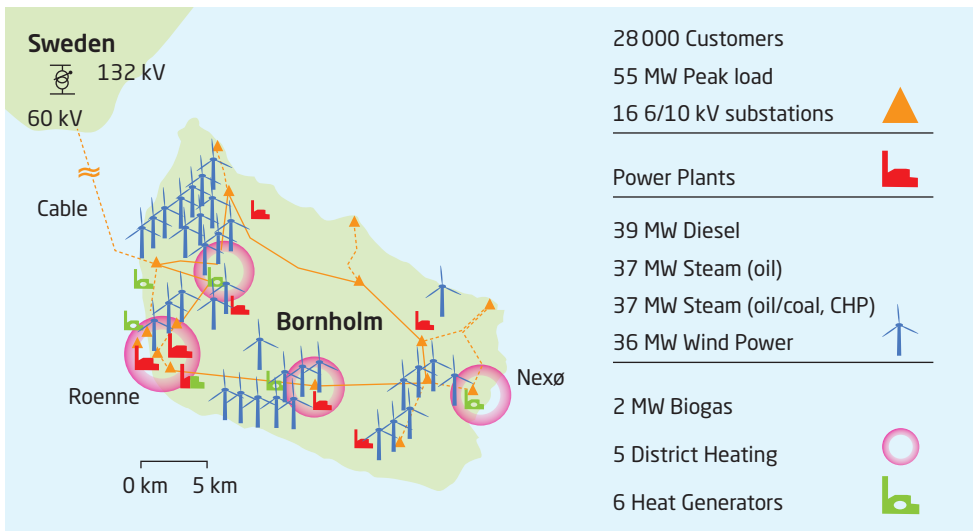 Sweden
132 kV
60 kV
Cable
Bornholm
Roenne
Nexø
0 km
5 km
28 000 Customers
55 MW Peak load
16 6/10 kV substations
Power Plants
39 MW Diesel
37 MW Steam (oil)
37 MW Steam (oil/coal, CHP)
36 MW Wind Power
2 MW Biogas
5 District Heating
6 Heat Generators